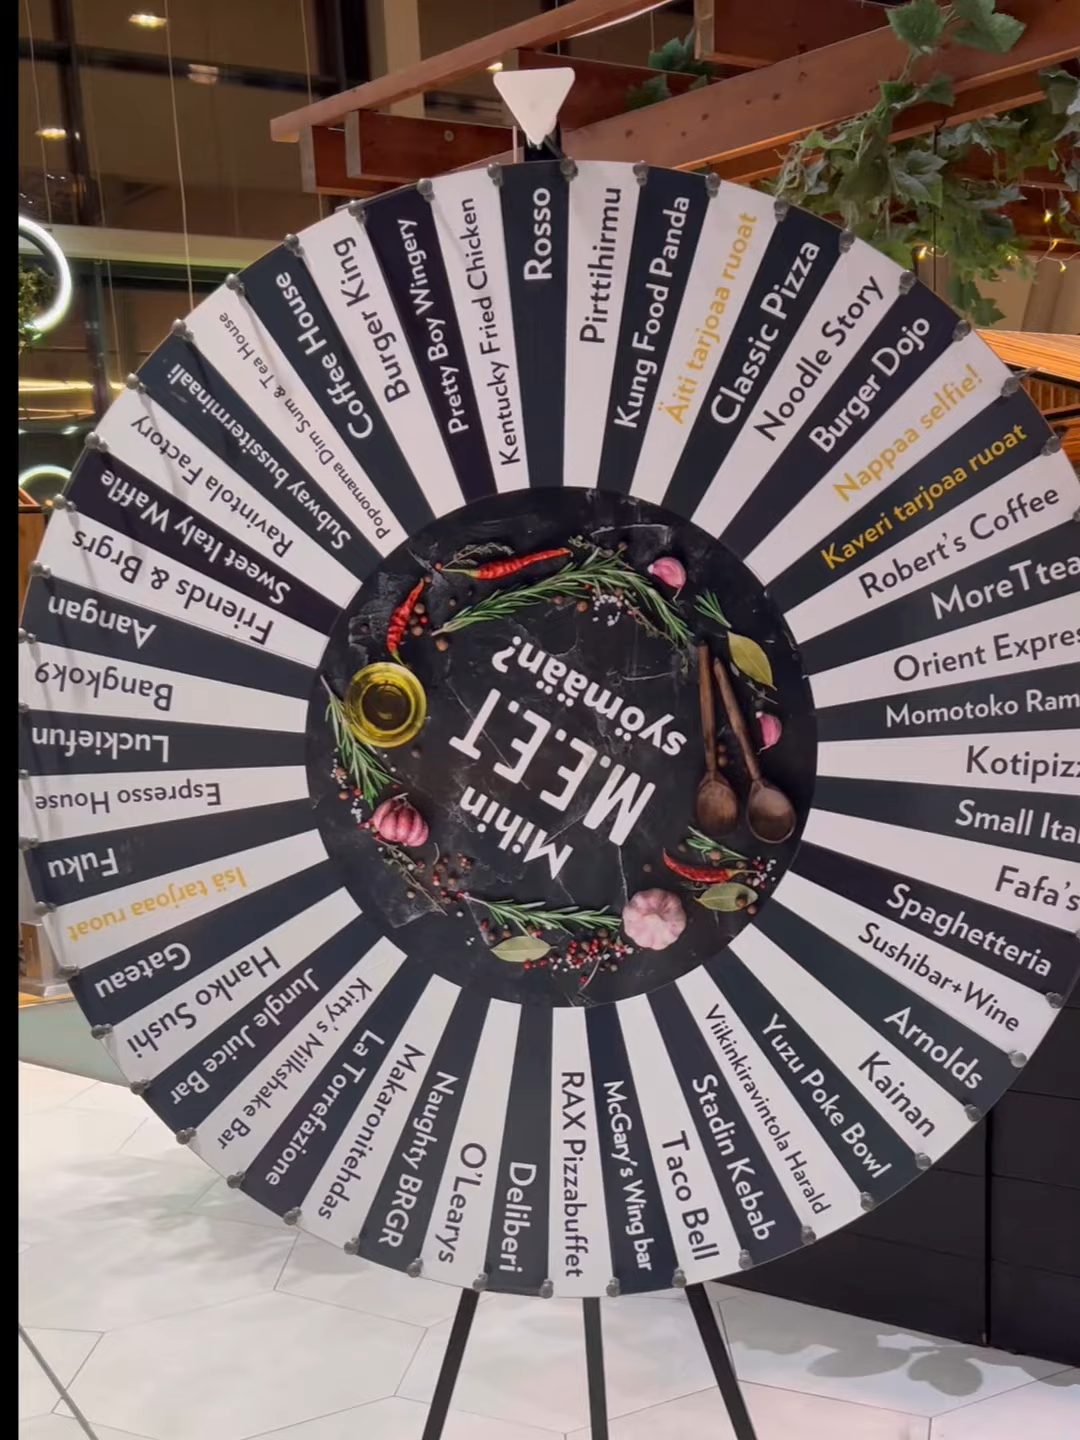 Rosso
Pirttihirmu
Kung Food Panda
Äiti tarjoaa ruoat
Classic Pizza
Noodle Story
Burger Dojo
Nappaa selfie!
Kaveri tarjoaa ruoat
Robert's Coffee
MoreTtea
Orient Expres
Momotoko Ram
Kotipizz
Small Ita
Fafa's
Spaghetteria
Sushibar+Wine
Arnolds
Kainan
Yuzu Poke Bowl
Viikinkiravintola Harald
Stadin Kebab
Taco Bell
McGary's Wing bar
RAX Pizzabuffet
Deliberi
O'Learys
Naughty BRGR
Makaronitehdas
La Torrefazione
Kitty's Milkshake Bar
Jungle Juice Bar
Hanko Sushi
Gateau
Isä tarjoaa ruoat
Fuku
Espresso House
Luckiefun
Bangkok9
Aangan
Friends & Brgrs
Sweet Italy Waffle
Ravintola Factory
Subway bussiterminaali
Popomama Dim Sum & Tea House
Coffee House
Burger King
Pretty Boy Wingery
Kentucky Fried Chicken
Mihin
M.E.E.T
syömään?